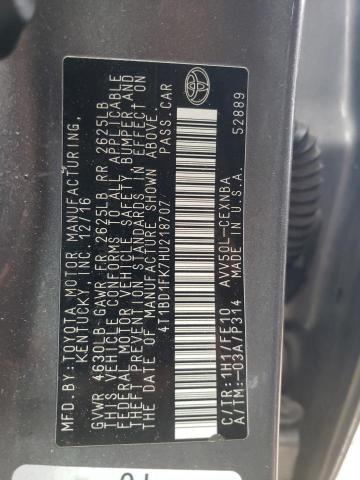 MFD.BY: TOYOTA MOTOR MANUFACTURING,
KENTUCKY, INC. 12/16
GVWR 4630LB GAWR FR 2625LB RR 2625LB
THIS VEHICLE CONFORMS TO ALL APPLICABLE
FEDERAL MOTOR VEHICLE SAFETY, BUMPER AND
THEFT PREVENTION STANDARDS IN EFFECT ON
THE DATE OF MANUFACTURE SHOWN ABOVE.
4T1BD1FK7HU218707 PASS.CAR
C/TR:1H1/FE10 AVV50L-CEXNBA
A/TM:-03A/P314 MADE IN U.S.A.
52889